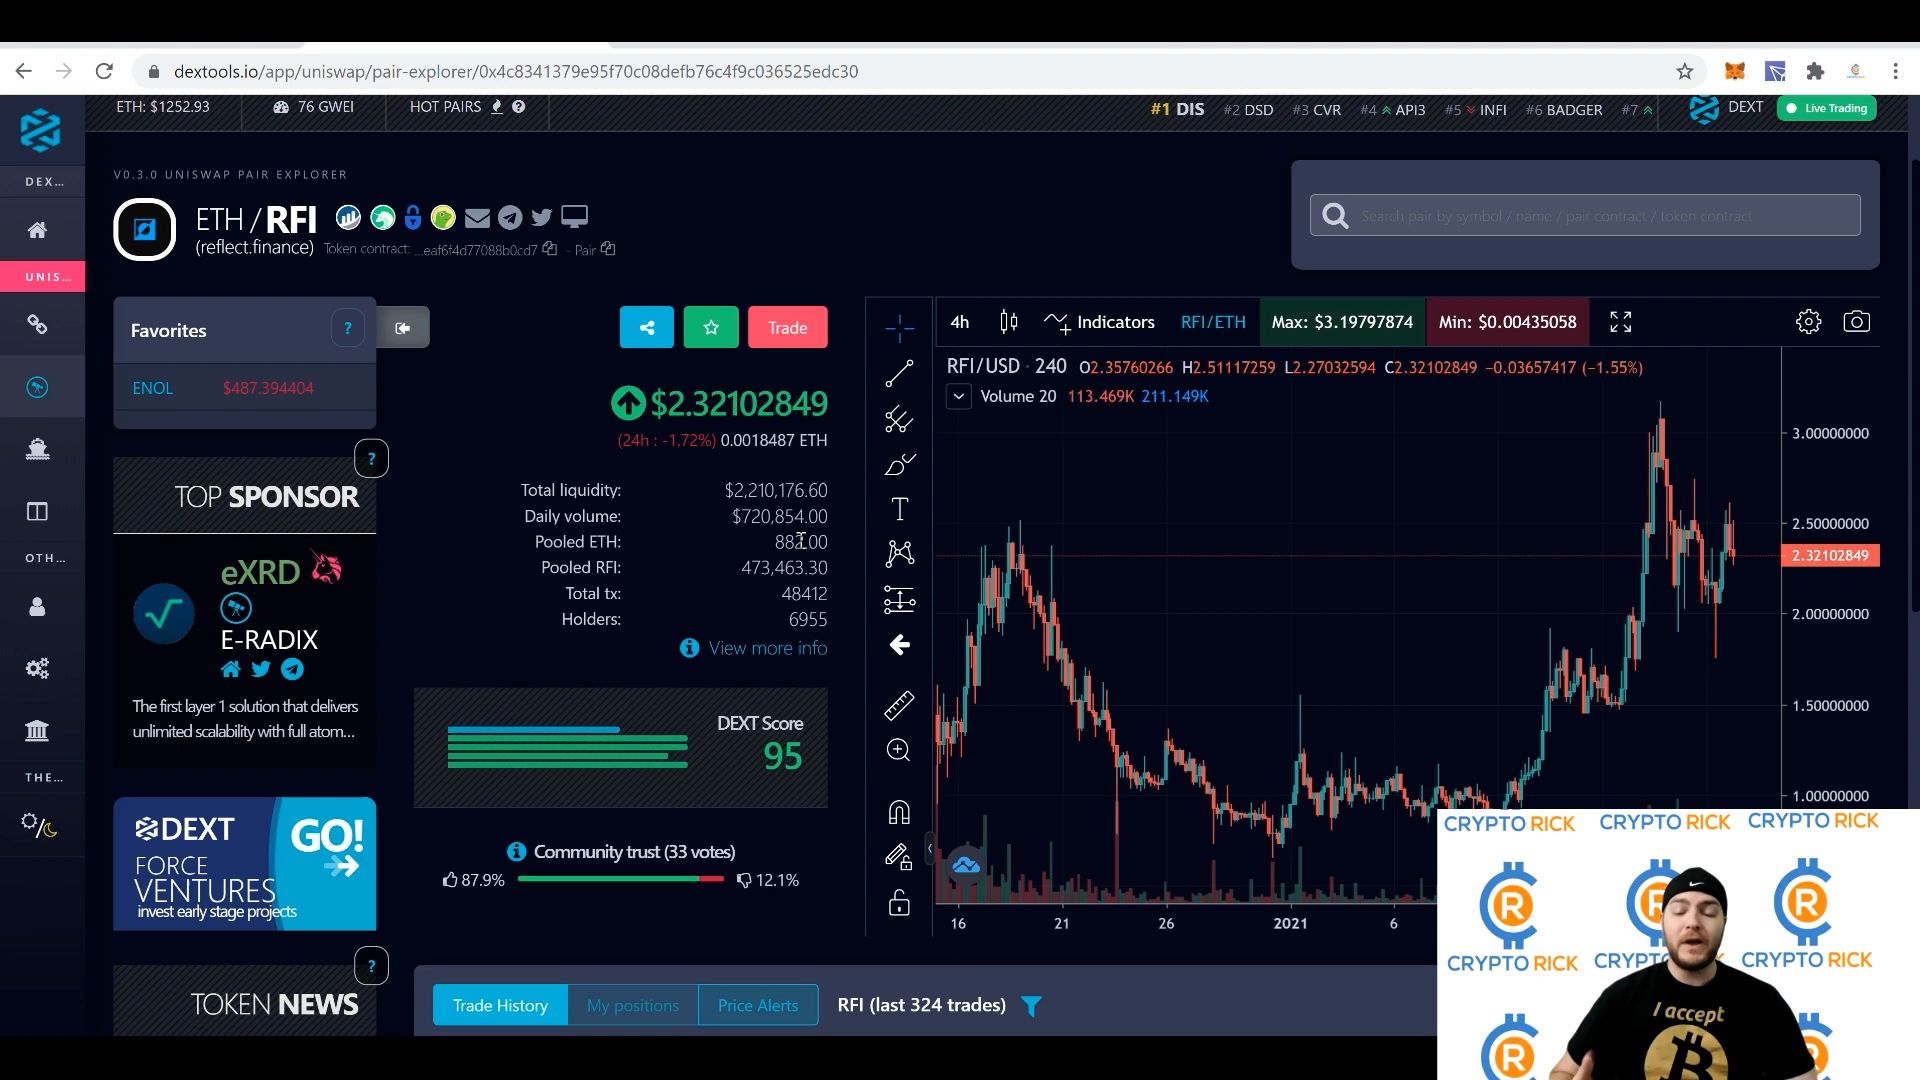 dextools.io/app/uniswap/pair-explorer/0x4c8341379e95f70c08defb76c4f9c036525edc30
ETH: $1252.93
76 GWEI
HOT PAIRS
#1 DIS
#2 DSD
#3 CVR
#4 API3
#5 INFI
#6 BADGER
#7
DEXT
Live Trading
DEX...
V0.3.0 UNISWAP PAIR EXPLORER
ETH / RFI
(reflect.finance)
Token contract: ...eaf6f4d77088b0cd7 - Pair
Search pair by symbol / name / pair contract / token contract
UNIS...
Favorites
?
ENOL $487.394404
Trade
$2.32102849
(24h : -1.72%) 0.0018487 ETH
Total liquidity: $2,210,176.60
Daily volume: $720,854.00
Pooled ETH: .00
Pooled RFI: 473,463.30
Total tx: 48412
Holders: 6955
View more info
?
TOP SPONSOR
OTH...
eXRD
E-RADIX
The first layer 1 solution that delivers
unlimited scalability with full atom...
THE...
DEXT Score
95
DEXT
FORCE
VENTURES
invest early stage projects
GO!
Community trust (33 votes)
87.9%
12.1%
?
TOKEN NEWS
Trade History
My positions
Price Alerts
RFI (last 324 trades)
4h
Indicators
RFI/ETH
Max: $3.19797874
Min: $0.00435058
RFI/USD · 240 O2.35760266 H2.51117259 L2.27032594 C2.32102849 −0.03657417 (−1.55%)
Volume 20 113.469K 211.149K
3.00000000
2.50000000
2.32102849
2.00000000
1.50000000
1.00000000
16
21
26
2021
6
CRYPTO RICK
CRYPTO RICK
CRYPTO RICK
R
R
R
CRYPTO RICK
CRYPT
CRYPTO RICK
R
I accept
B